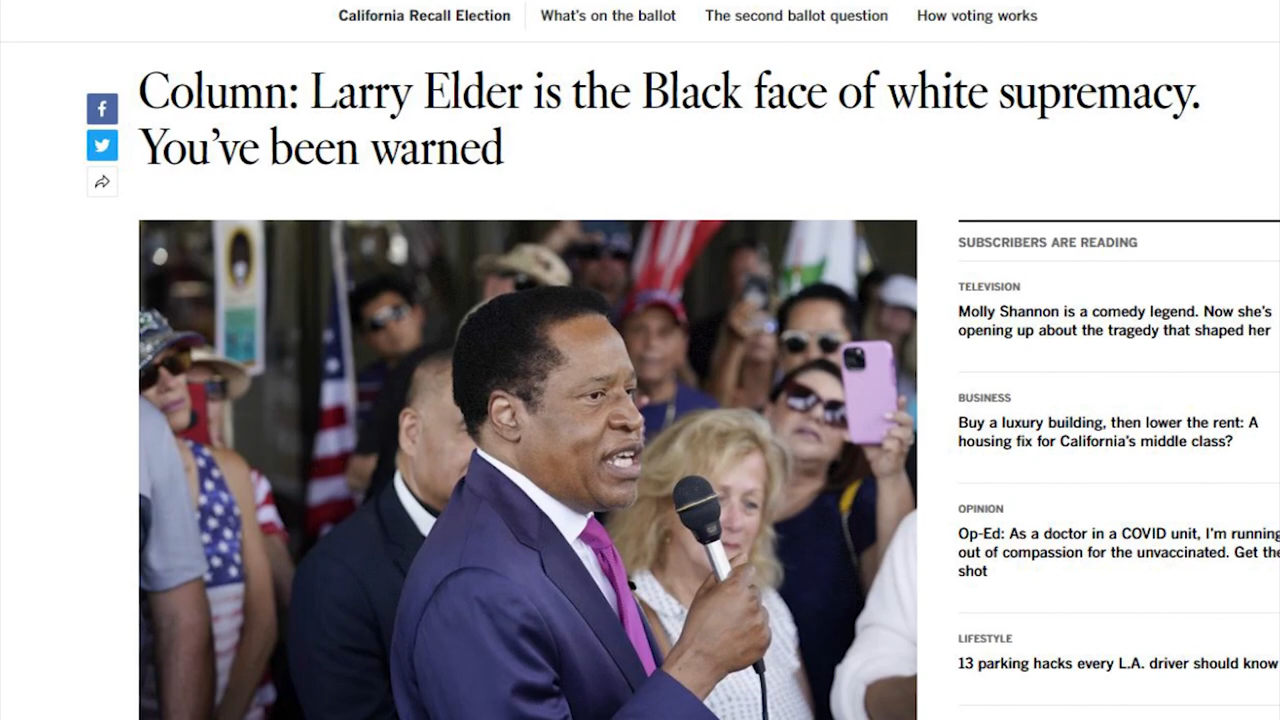 California Recall Election What's on the ballot The second ballot question How voting works
Column: Larry Elder is the Black face of white supremacy.
You've been warned
SUBSCRIBERS ARE READING
TELEVISION
Molly Shannon is a comedy legend. Now she's
opening up about the tragedy that shaped her
BUSINESS
Buy a luxury building, then lower the rent: A
housing fix for California's middle class?
OPINION
Op-Ed: As a doctor in a COVID unit, I'm running
out of compassion for the unvaccinated. Get the
shot
LIFESTYLE
13 parking hacks every L.A. driver should know